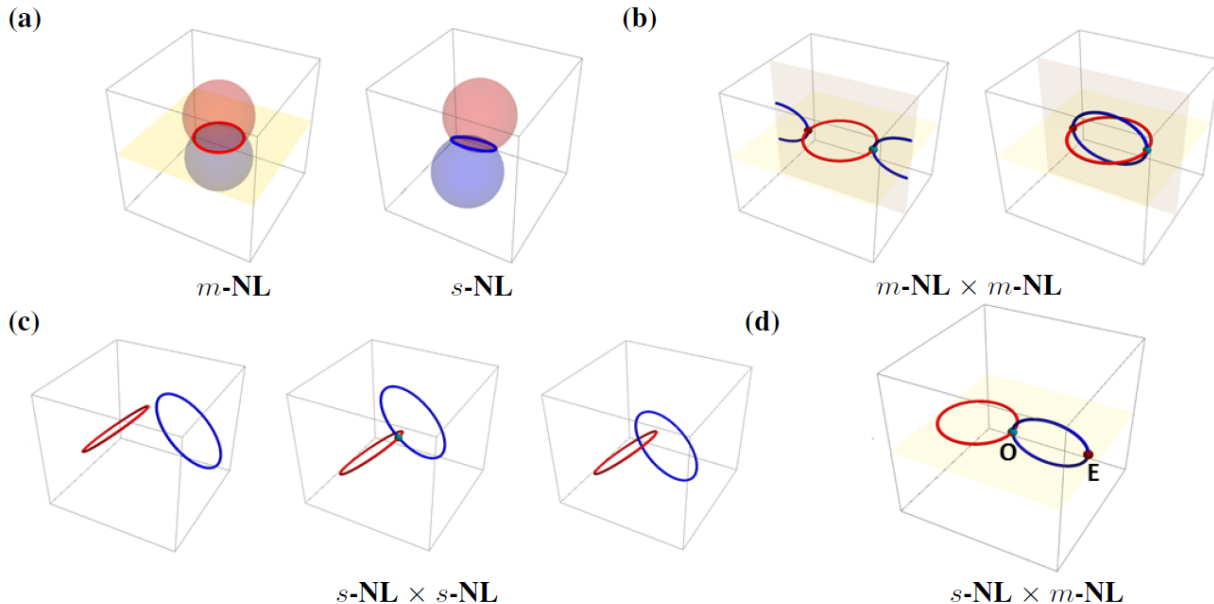 (a)
(b)
m-NL
s-NL
m-NL × m-NL
(c)
(d)
O
E
s-NL × s-NL
s-NL × m-NL